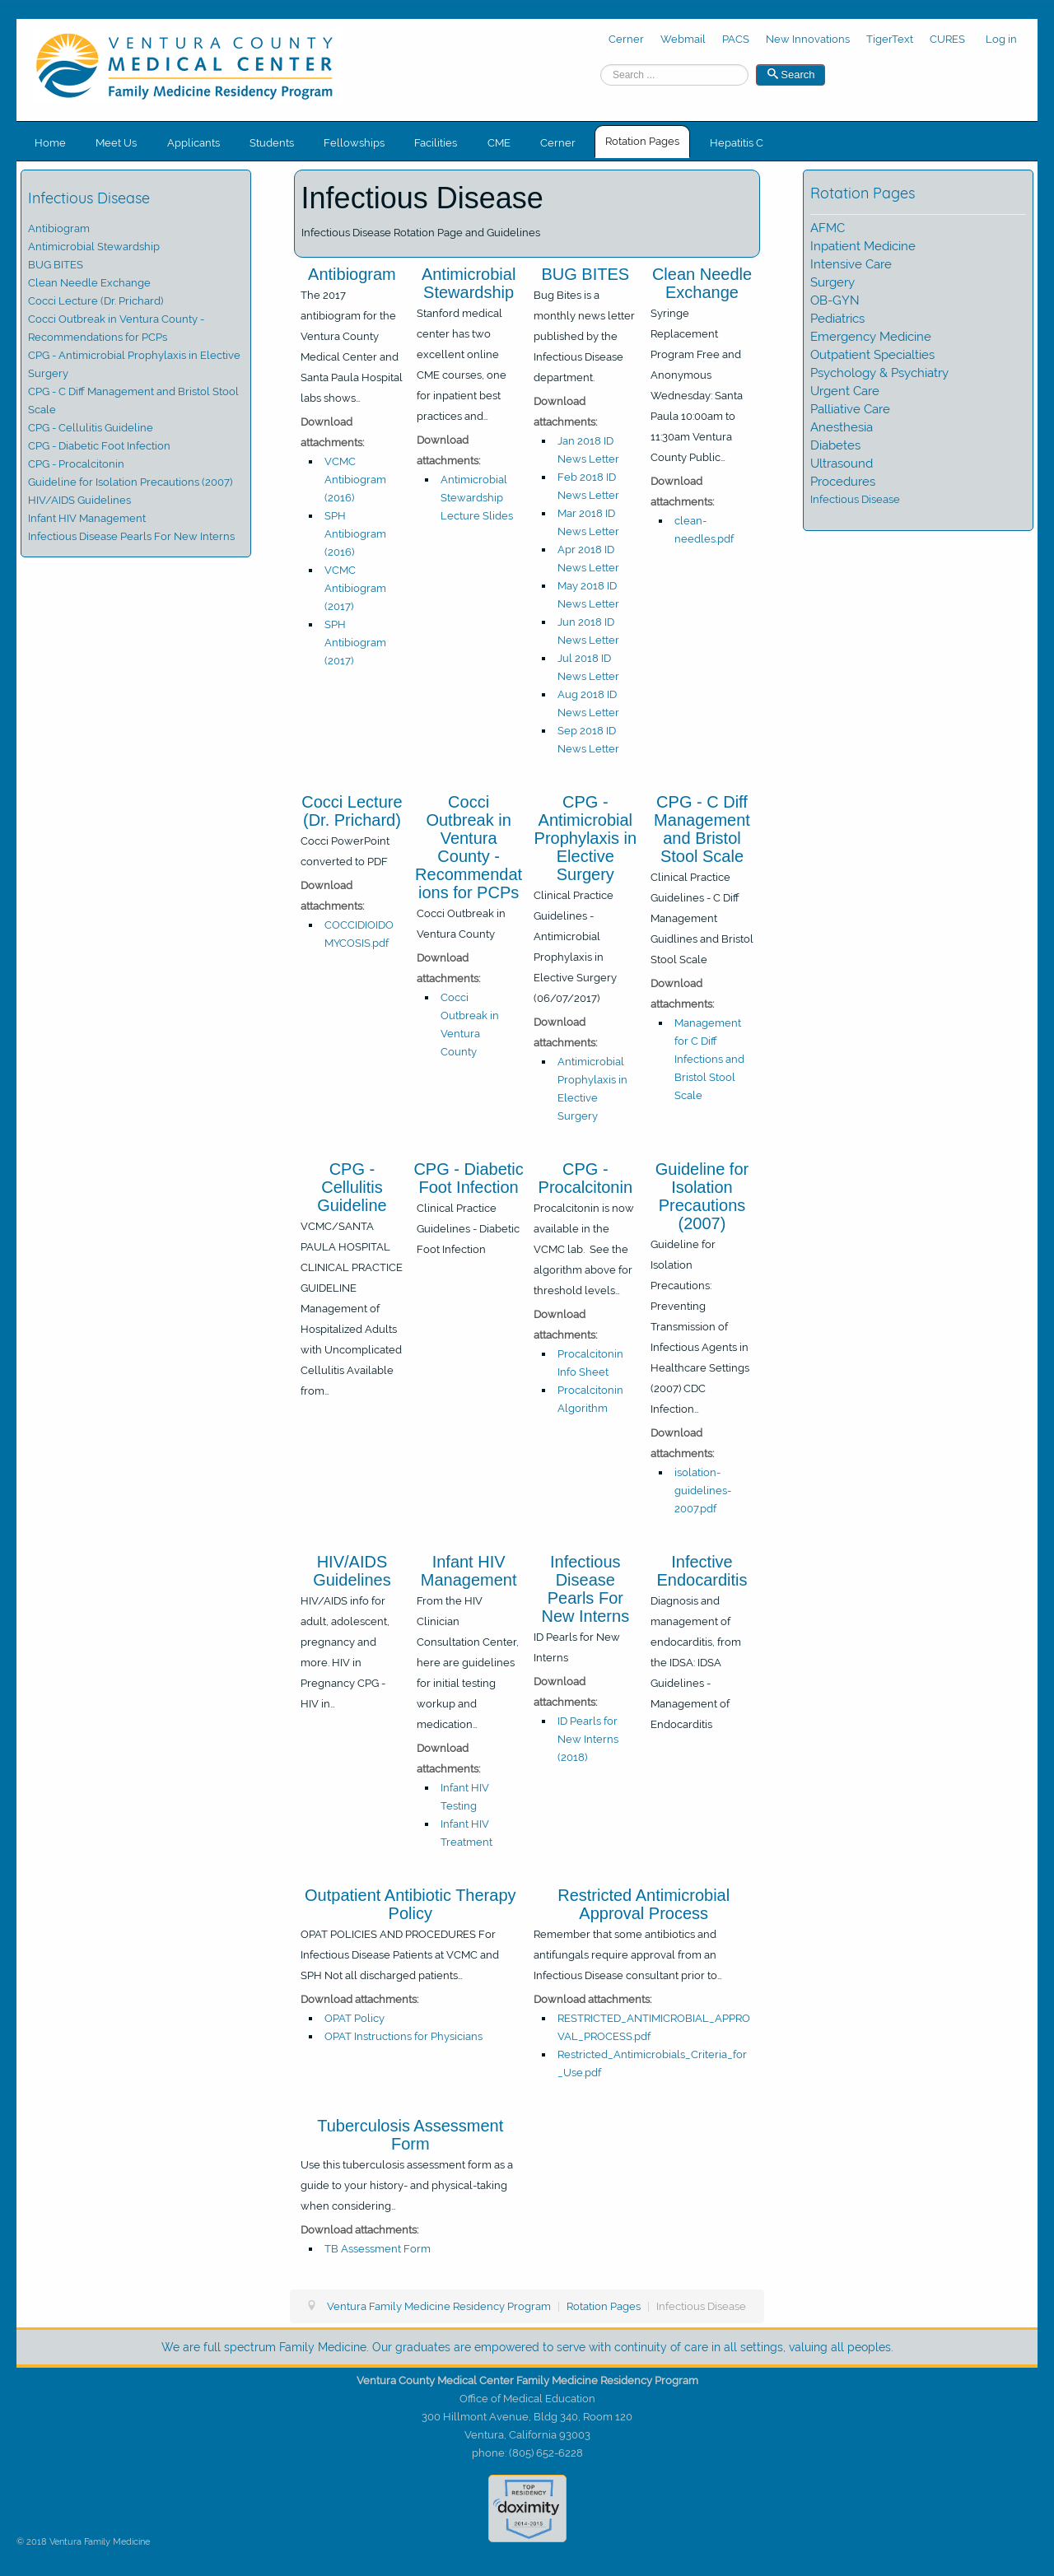 VENTURA COUNTY
MEDICAL CENTER
Family Medicine Residency Program
Cerner Webmail PACS New Innovations TigerText CURES Log in
Search ...
Search
Home Meet Us Applicants Students Fellowships Facilities CME Cerner Rotation Pages Hepatitis C
Infectious Disease
Antibiogram
Antimicrobial Stewardship
BUG BITES
Clean Needle Exchange
Cocci Lecture (Dr. Prichard)
Cocci Outbreak in Ventura County -
Recommendations for PCPs
CPG - Antimicrobial Prophylaxis in Elective
Surgery
CPG - C Diff Management and Bristol Stool
Scale
CPG - Cellulitis Guideline
CPG - Diabetic Foot Infection
CPG - Procalcitonin
Guideline for Isolation Precautions (2007)
HIV/AIDS Guidelines
Infant HIV Management
Infectious Disease Pearls For New Interns
Infectious Disease
Infectious Disease Rotation Page and Guidelines
Antibiogram
The 2017
antibiogram for the
Ventura County
Medical Center and
Santa Paula Hospital
labs shows...
Download
attachments:
VCMC
Antibiogram
(2016)
SPH
Antibiogram
(2016)
VCMC
Antibiogram
(2017)
SPH
Antibiogram
(2017)
Antimicrobial
Stewardship
Stanford medical
center has two
excellent online
CME courses, one
for inpatient best
practices and...
Download
attachments:
Antimicrobial
Stewardship
Lecture Slides
BUG BITES
Bug Bites is a
monthly news letter
published by the
Infectious Disease
department.
Download
attachments:
Jan 2018 ID
News Letter
Feb 2018 ID
News Letter
Mar 2018 ID
News Letter
Apr 2018 ID
News Letter
May 2018 ID
News Letter
Jun 2018 ID
News Letter
Jul 2018 ID
News Letter
Aug 2018 ID
News Letter
Sep 2018 ID
News Letter
Clean Needle
Exchange
Syringe
Replacement
Program Free and
Anonymous
Wednesday: Santa
Paula 10:00am to
11:30am Ventura
County Public...
Download
attachments:
clean-
needles.pdf
Rotation Pages
AFMC
Inpatient Medicine
Intensive Care
Surgery
OB-GYN
Pediatrics
Emergency Medicine
Outpatient Specialties
Psychology & Psychiatry
Urgent Care
Palliative Care
Anesthesia
Diabetes
Ultrasound
Procedures
Infectious Disease
Cocci Lecture
(Dr. Prichard)
Cocci PowerPoint
converted to PDF
Download
attachments:
COCCIDIOIDO
MYCOSIS.pdf
Cocci
Outbreak in
Ventura
County -
Recommendat
ions for PCPs
Cocci Outbreak in
Ventura County
Download
attachments:
Cocci
Outbreak in
Ventura
County
CPG -
Antimicrobial
Prophylaxis in
Elective
Surgery
Clinical Practice
Guidelines -
Antimicrobial
Prophylaxis in
Elective Surgery
(06/07/2017)
Download
attachments:
Antimicrobial
Prophylaxis in
Elective
Surgery
CPG - C Diff
Management
and Bristol
Stool Scale
Clinical Practice
Guidelines - C Diff
Management
Guidlines and Bristol
Stool Scale
Download
attachments:
Management
for C Diff
Infections and
Bristol Stool
Scale
CPG -
Cellulitis
Guideline
VCMC/SANTA
PAULA HOSPITAL
CLINICAL PRACTICE
GUIDELINE
Management of
Hospitalized Adults
with Uncomplicated
Cellulitis Available
from...
CPG - Diabetic
Foot Infection
Clinical Practice
Guidelines - Diabetic
Foot Infection
CPG -
Procalcitonin
Procalcitonin is now
available in the
VCMC lab. See the
algorithm above for
threshold levels...
Download
attachments:
Procalcitonin
Info Sheet
Procalcitonin
Algorithm
Guideline for
Isolation
Precautions
(2007)
Guideline for
Isolation
Precautions:
Preventing
Transmission of
Infectious Agents in
Healthcare Settings
(2007) CDC
Infection...
Download
attachments:
isolation-
guidelines-
2007.pdf
HIV/AIDS
Guidelines
HIV/AIDS info for
adult, adolescent,
pregnancy and
more. HIV in
Pregnancy CPG -
HIV in...
Infant HIV
Management
From the HIV
Clinician
Consultation Center,
here are guidelines
for initial testing
workup and
medication...
Download
attachments:
Infant HIV
Testing
Infant HIV
Treatment
Infectious
Disease
Pearls For
New Interns
ID Pearls for New
Interns
Download
attachments:
ID Pearls for
New Interns
(2018)
Infective
Endocarditis
Diagnosis and
management of
endocarditis, from
the IDSA: IDSA
Guidelines -
Management of
Endocarditis
Outpatient Antibiotic Therapy
Policy
OPAT POLICIES AND PROCEDURES For
Infectious Disease Patients at VCMC and
SPH Not all discharged patients...
Download attachments:
OPAT Policy
OPAT Instructions for Physicians
Restricted Antimicrobial
Approval Process
Remember that some antibiotics and
antifungals require approval from an
Infectious Disease consultant prior to...
Download attachments:
RESTRICTED_ANTIMICROBIAL_APPRO
VAL_PROCESS.pdf
Restricted_Antimicrobials_Criteria_for
_Use.pdf
Tuberculosis Assessment
Form
Use this tuberculosis assessment form as a
guide to your history- and physical-taking
when considering...
Download attachments:
TB Assessment Form
Ventura Family Medicine Residency Program | Rotation Pages | Infectious Disease
We are full spectrum Family Medicine. Our graduates are empowered to serve with continuity of care in all settings, valuing all peoples.
Ventura County Medical Center Family Medicine Residency Program
Office of Medical Education
300 Hillmont Avenue, Bldg 340, Room 120
Ventura, California 93003
phone: (805) 652-6228
TOP
RESIDENCY
doximity
2014-2015
© 2018 Ventura Family Medicine